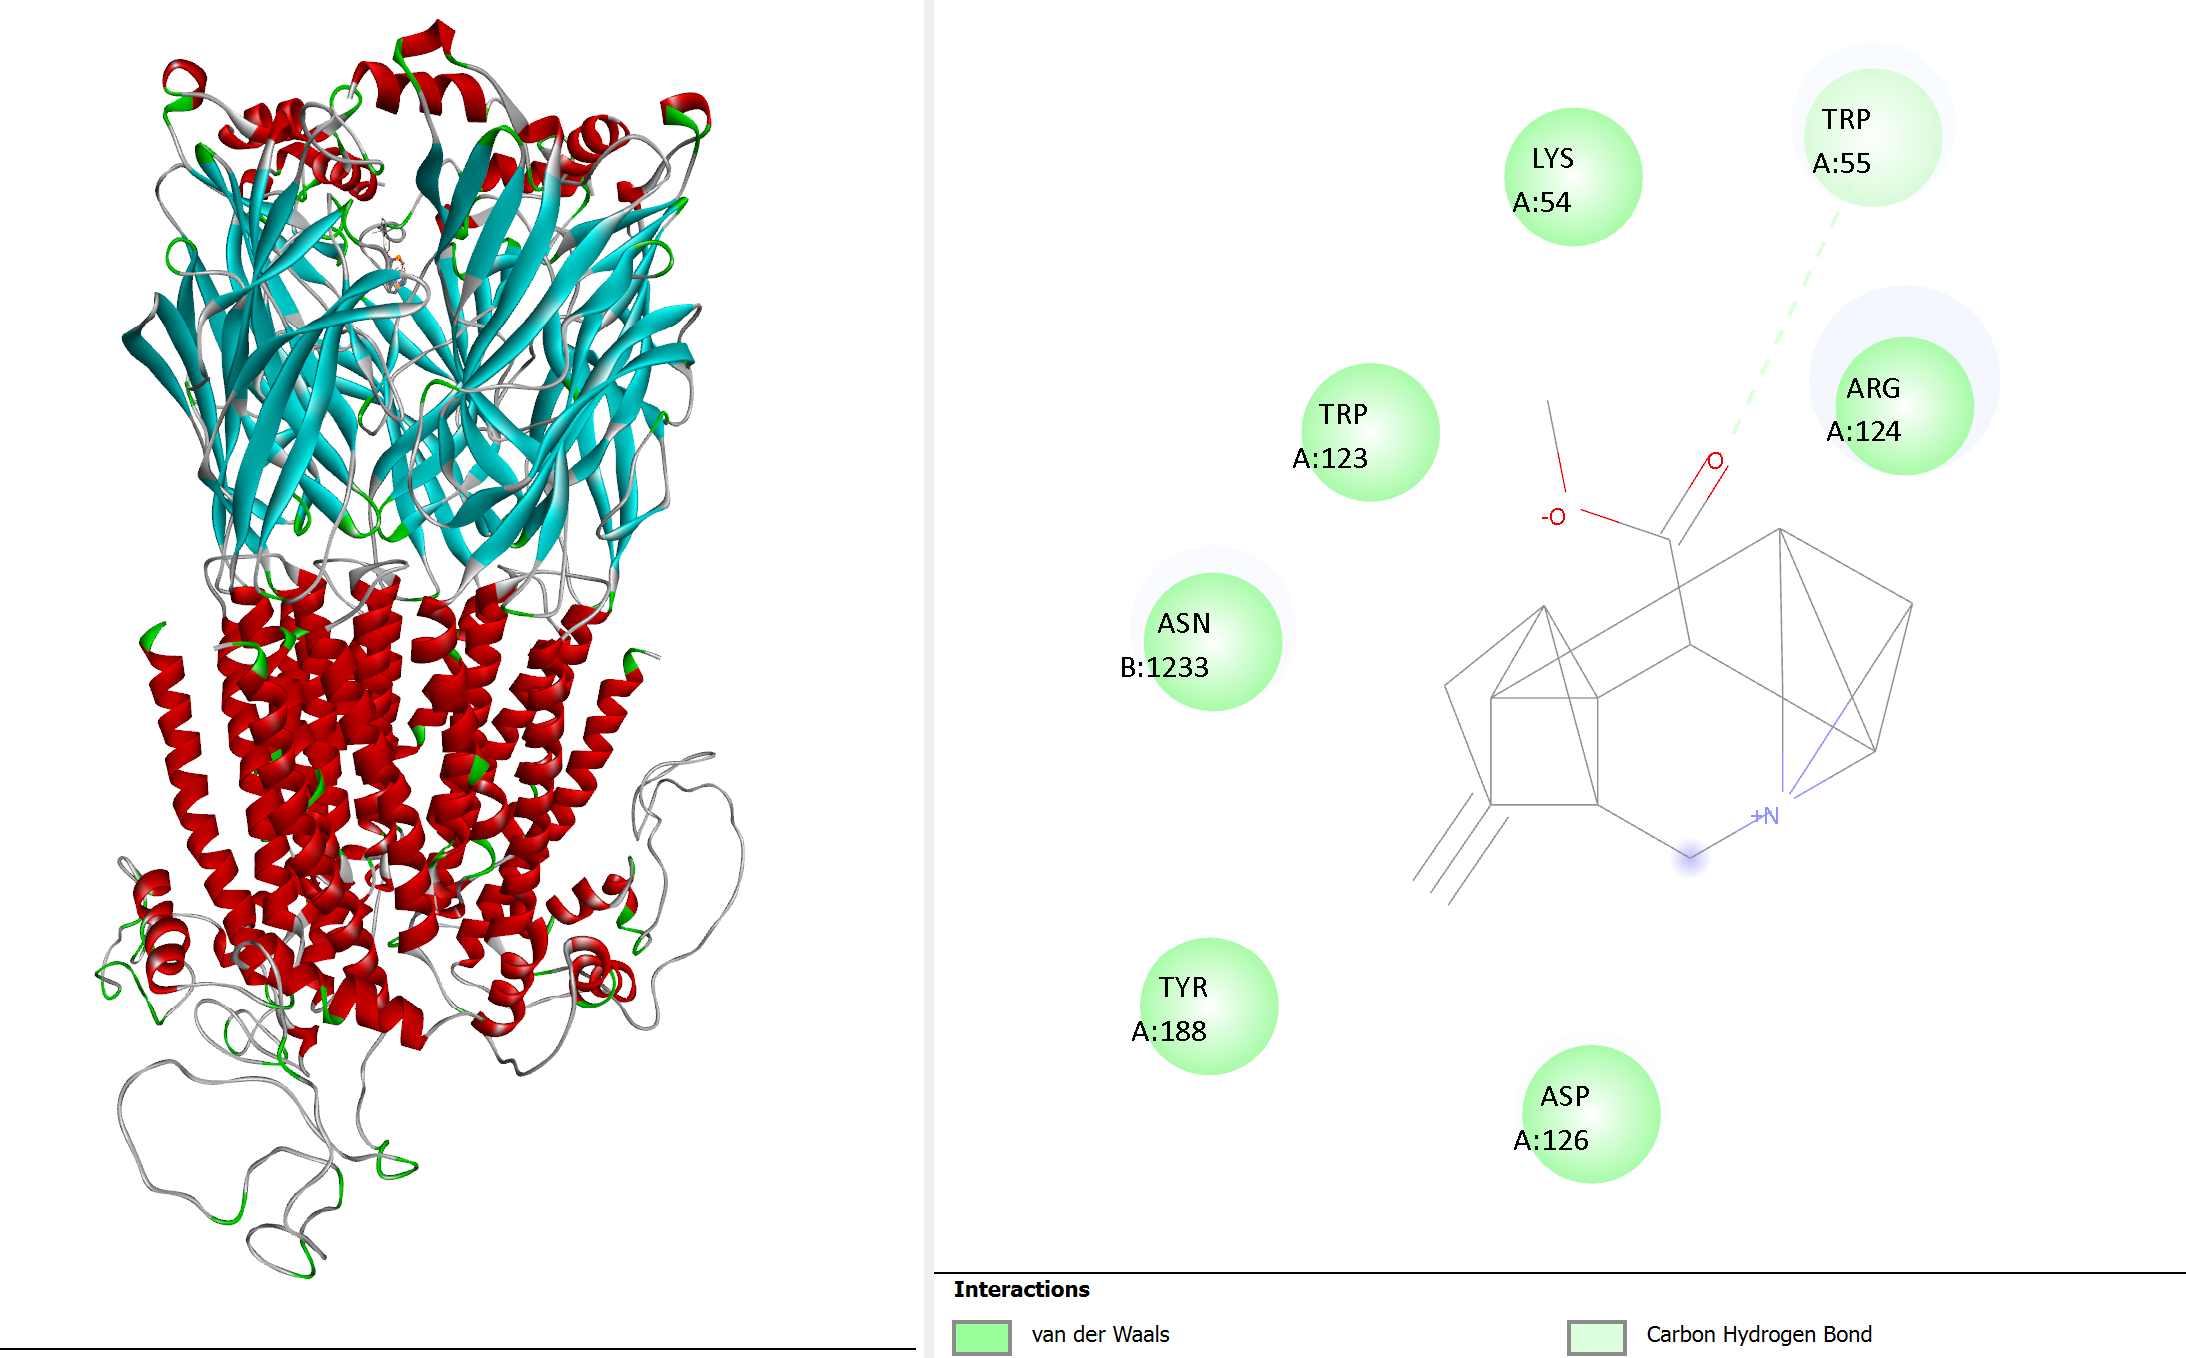 LYS
A:54
TRP
A:55
TRP
A:123
ARG
A:124
O
-O
ASN
B:1233
+N
TYR
A:188
ASP
A:126
Interactions
van der Waals
Carbon Hydrogen Bond